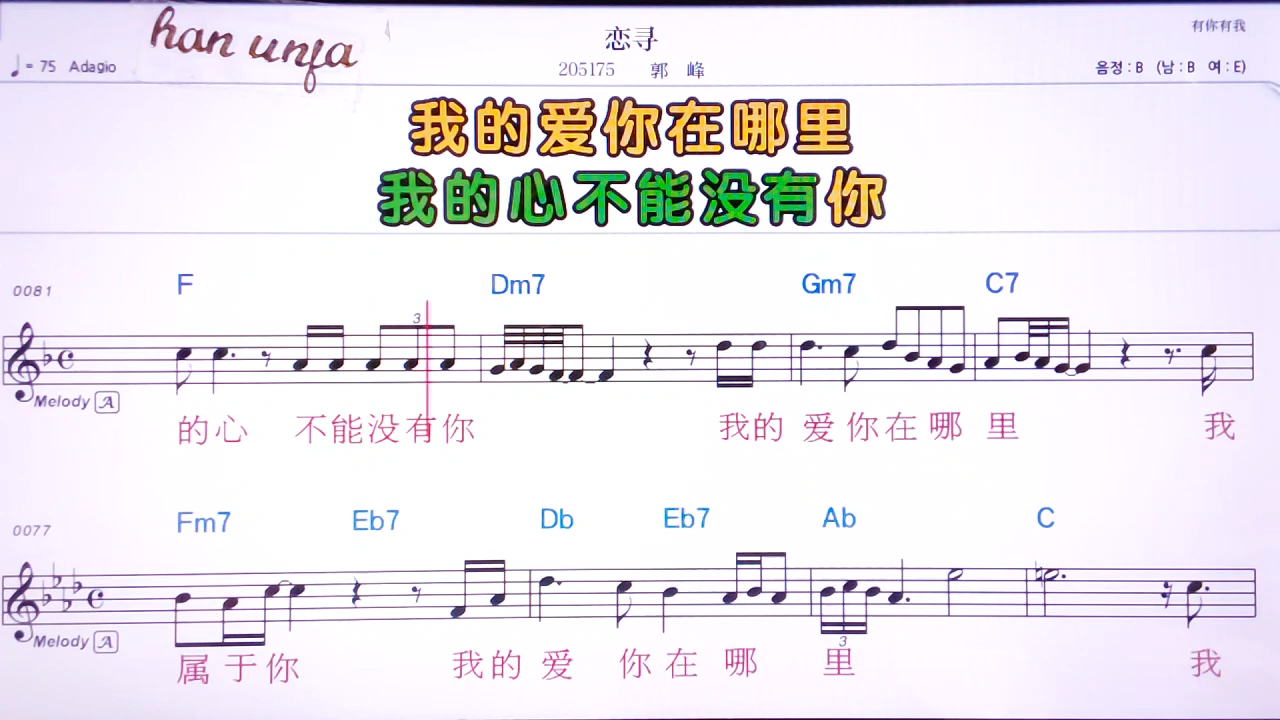 han unfa
恋寻
有你有我
♩= 75 Adagio
205175 郭 峰
음정 : B (남 : B 여 : E)
我的爱你在哪里
我的心不能没有你
F Dm7 Gm7 C7
0081
3
Melody A
的心 不能没有你 我的 爱你在哪 里 我
Fm7 Eb7 Db Eb7 Ab C
0077
Melody A
3
属于你 我的爱 你在哪 里 我